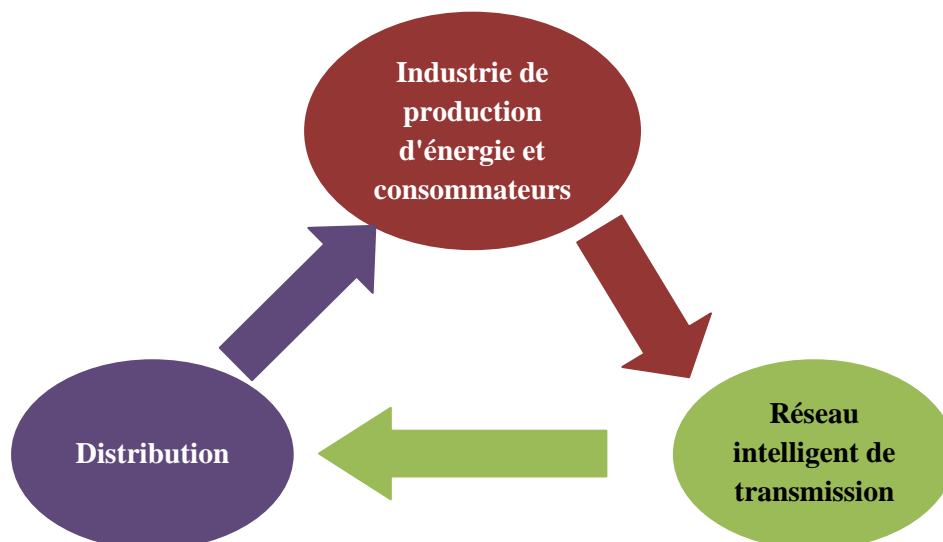 Industrie de
production
d'énergie et
consommateurs
Distribution
Réseau
intelligent de
transmission